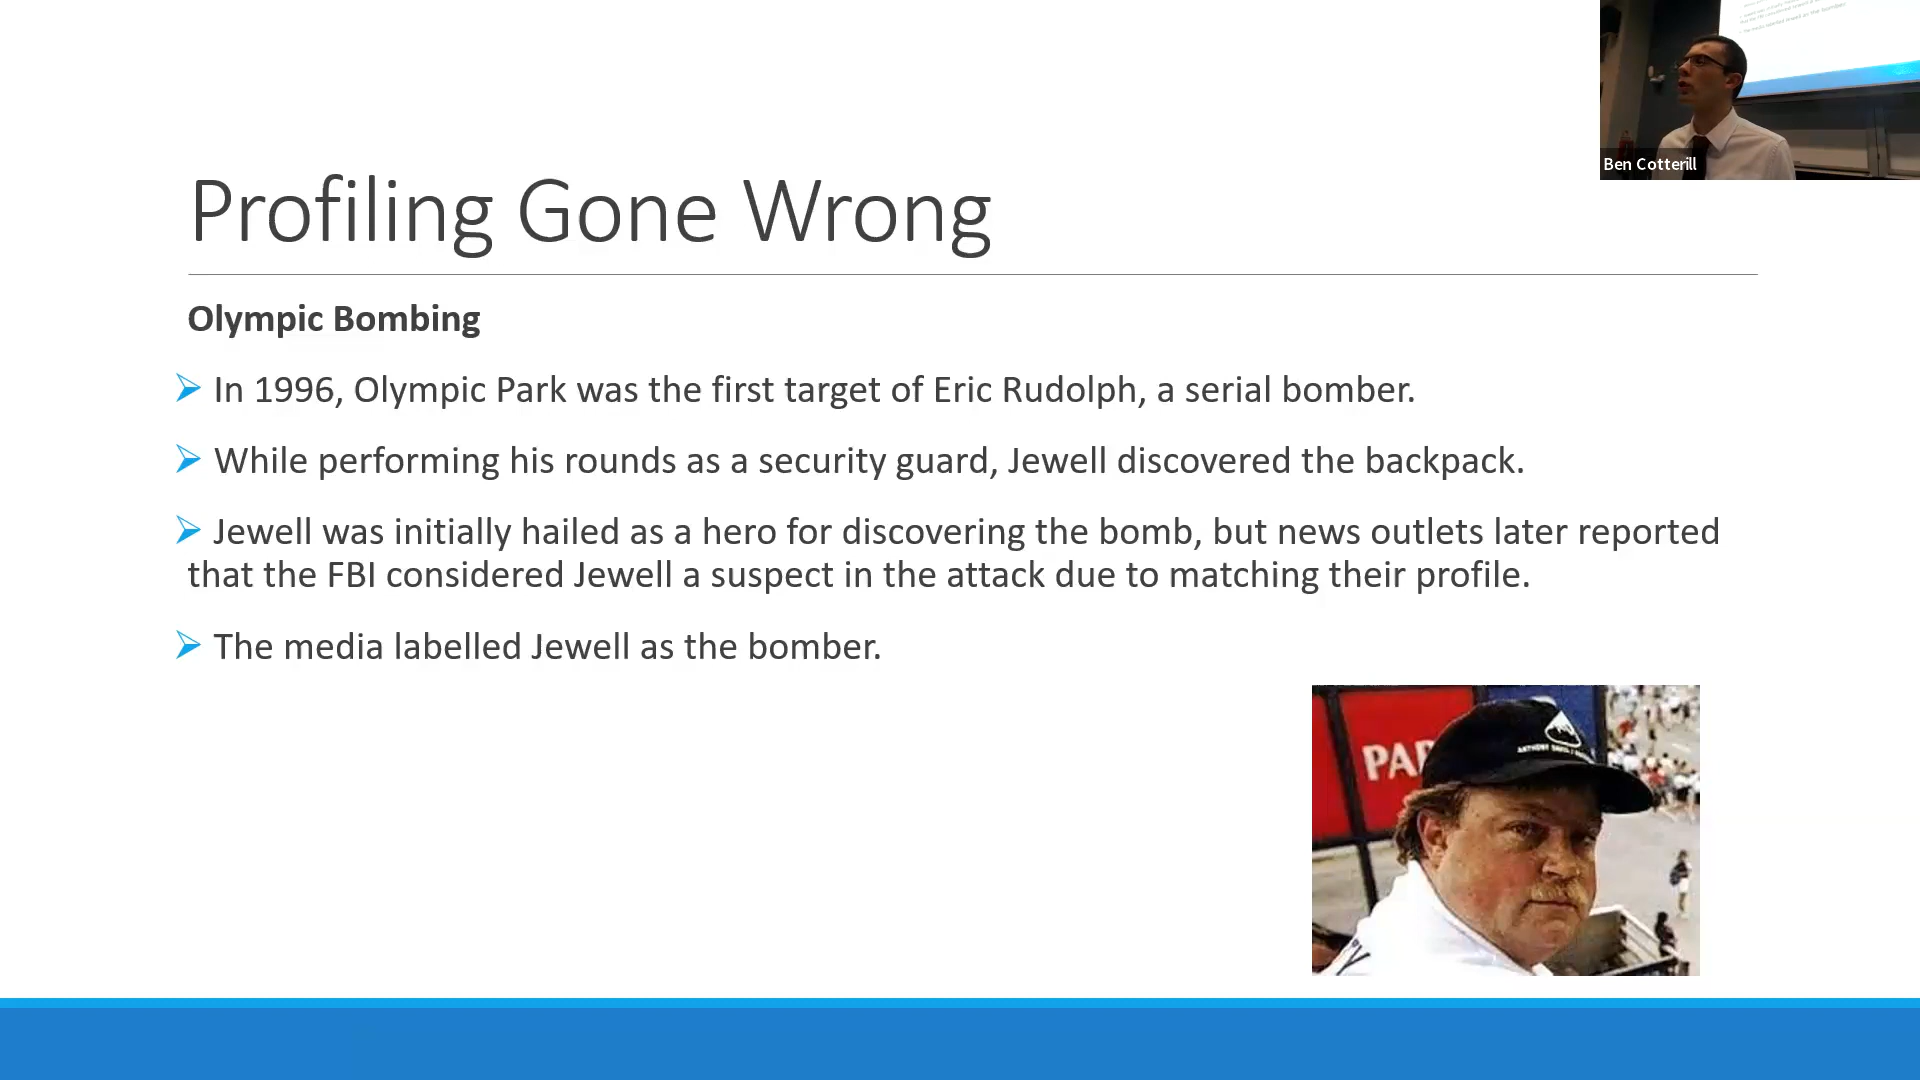 Ben Cotterill
Profiling Gone Wrong
Olympic Bombing
In 1996, Olympic Park was the first target of Eric Rudolph, a serial bomber.
While performing his rounds as a security guard, Jewell discovered the backpack.
Jewell was initially hailed as a hero for discovering the bomb, but news outlets later reported
that the FBI considered Jewell a suspect in the attack due to matching their profile.
The media labelled Jewell as the bomber.
PAR